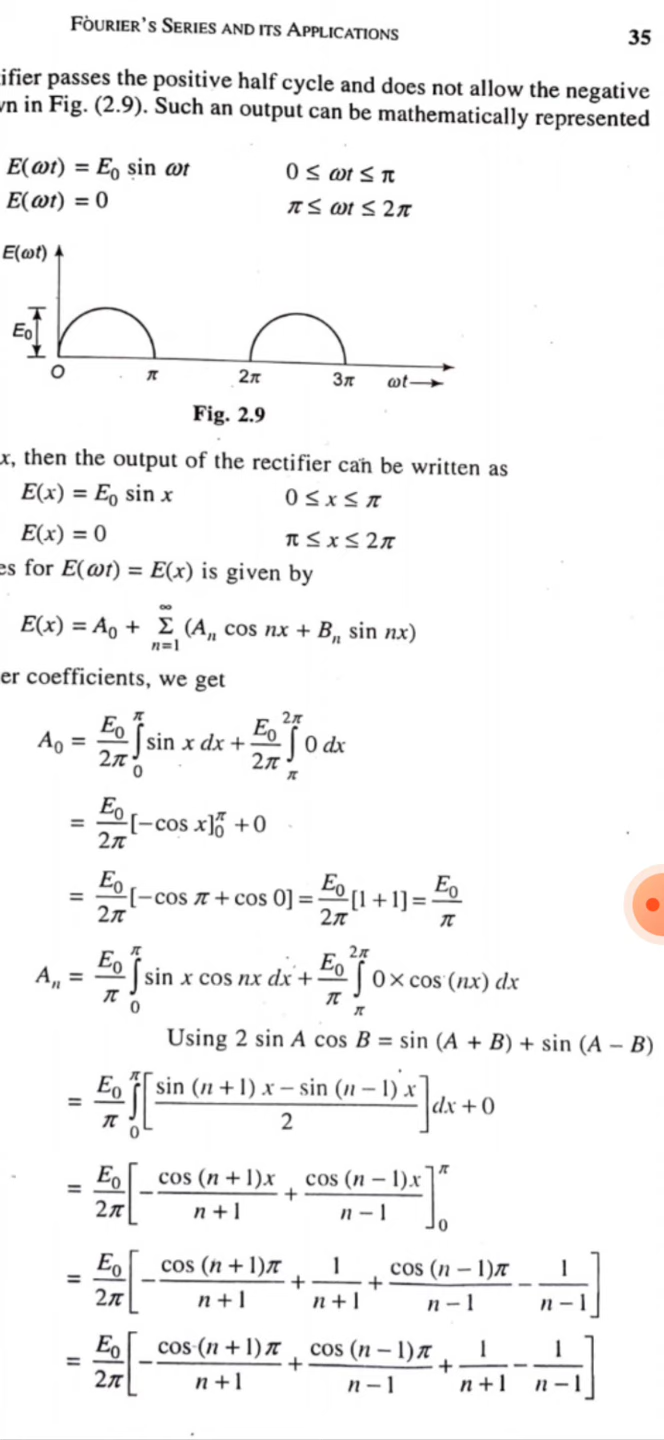 FOURIER'S SERIES AND ITS APPLICATIONS 35
ifier passes the positive half cycle and does not allow the negative
vn in Fig. (2.9). Such an output can be mathematically represented
E(ωt) = E₀ sin ωt 0 ≤ ωt ≤ π
E(ωt) = 0 π ≤ ωt ≤ 2π
E(ωt)
E₀
O π 2π 3π ωt→
Fig. 2.9
x, then the output of the rectifier can be written as
E(x) = E₀ sin x 0 ≤ x ≤ π
E(x) = 0 π ≤ x ≤ 2π
es for E(ωt) = E(x) is given by
E(x) = A₀ + ∑_{n=1}^{∞} (Aₙ cos nx + Bₙ sin nx)
er coefficients, we get
A₀ = E₀/2π ∫₀^π sin x dx + E₀/2π ∫_π^{2π} 0 dx
= E₀/2π [−cos x]₀^π + 0
= E₀/2π [−cos π + cos 0] = E₀/2π [1 + 1] = E₀/π
Aₙ = E₀/π ∫₀^π sin x cos nx dx + E₀/π ∫_π^{2π} 0 × cos (nx) dx
Using 2 sin A cos B = sin (A + B) + sin (A − B)
= E₀/π ∫₀^π [(sin (n + 1) x − sin (n − 1) x)/2] dx + 0
= E₀/2π [− cos (n + 1)x/(n + 1) + cos (n − 1)x/(n − 1)]₀^π
= E₀/2π [− cos (n + 1)π/(n + 1) + 1/(n + 1) + cos (n − 1)π/(n − 1) − 1/(n − 1)]
= E₀/2π [− cos (n + 1)π/(n + 1) + cos (n − 1)π/(n − 1) + 1/(n + 1) − 1/(n − 1)]